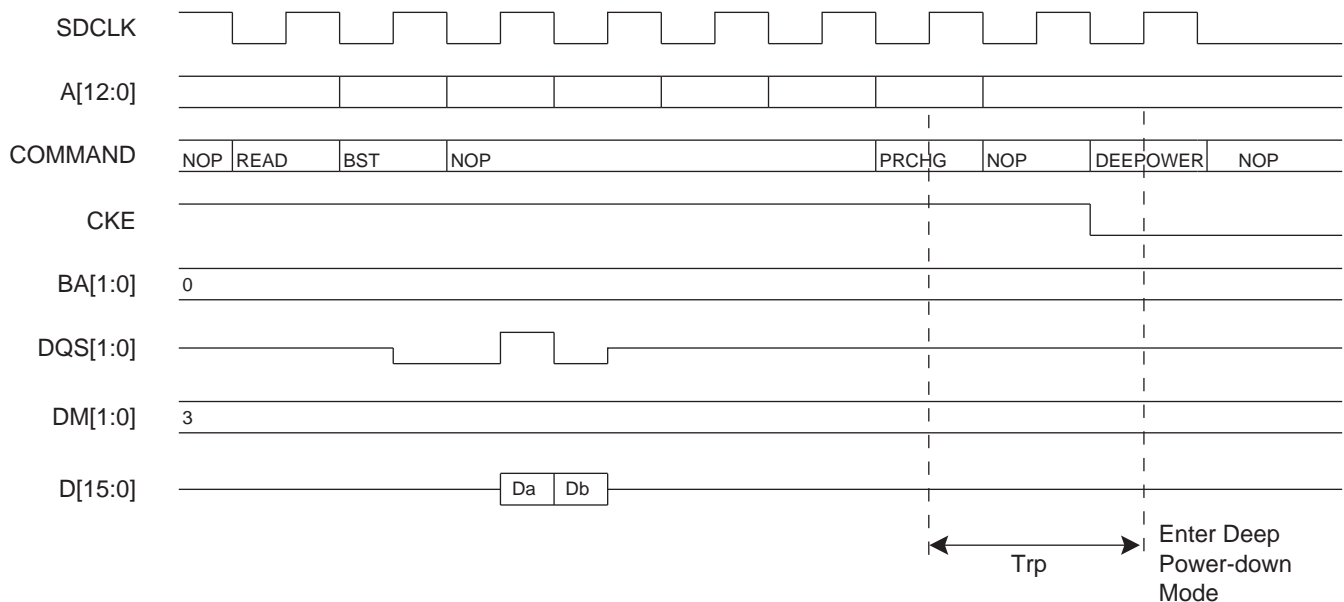 SDCLK
A[12:0]
COMMAND NOP READ BST NOP PRCHG NOP DEEPOWER NOP
CKE
BA[1:0] 0
DQS[1:0]
DM[1:0] 3
D[15:0] Da Db
Trp
Enter Deep
Power-down
Mode